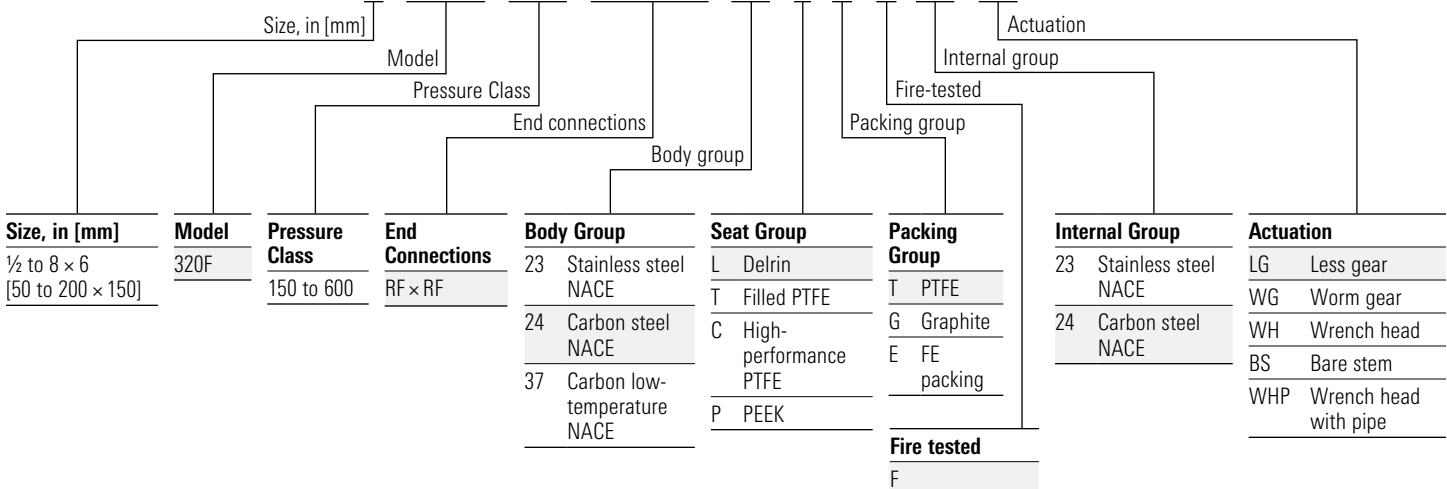 Size, in [mm]
Actuation
Model
Internal group
Pressure Class
Fire-tested
End connections
Packing group
Body group
Size, in [mm]
½ to 8 × 6
[50 to 200 × 150]
Model
320F
Pressure
Class
150 to 600
End
Connections
RF × RF
Body Group
23 Stainless steel
NACE
24 Carbon steel
NACE
37 Carbon low-
temperature
NACE
Seat Group
L Delrin
T Filled PTFE
C High-
performance
PTFE
P PEEK
Packing
Group
T PTFE
G Graphite
E FE
packing
Fire tested
F
Internal Group
23 Stainless steel
NACE
24 Carbon steel
NACE
Actuation
LG Less gear
WG Worm gear
WH Wrench head
BS Bare stem
WHP Wrench head
with pipe